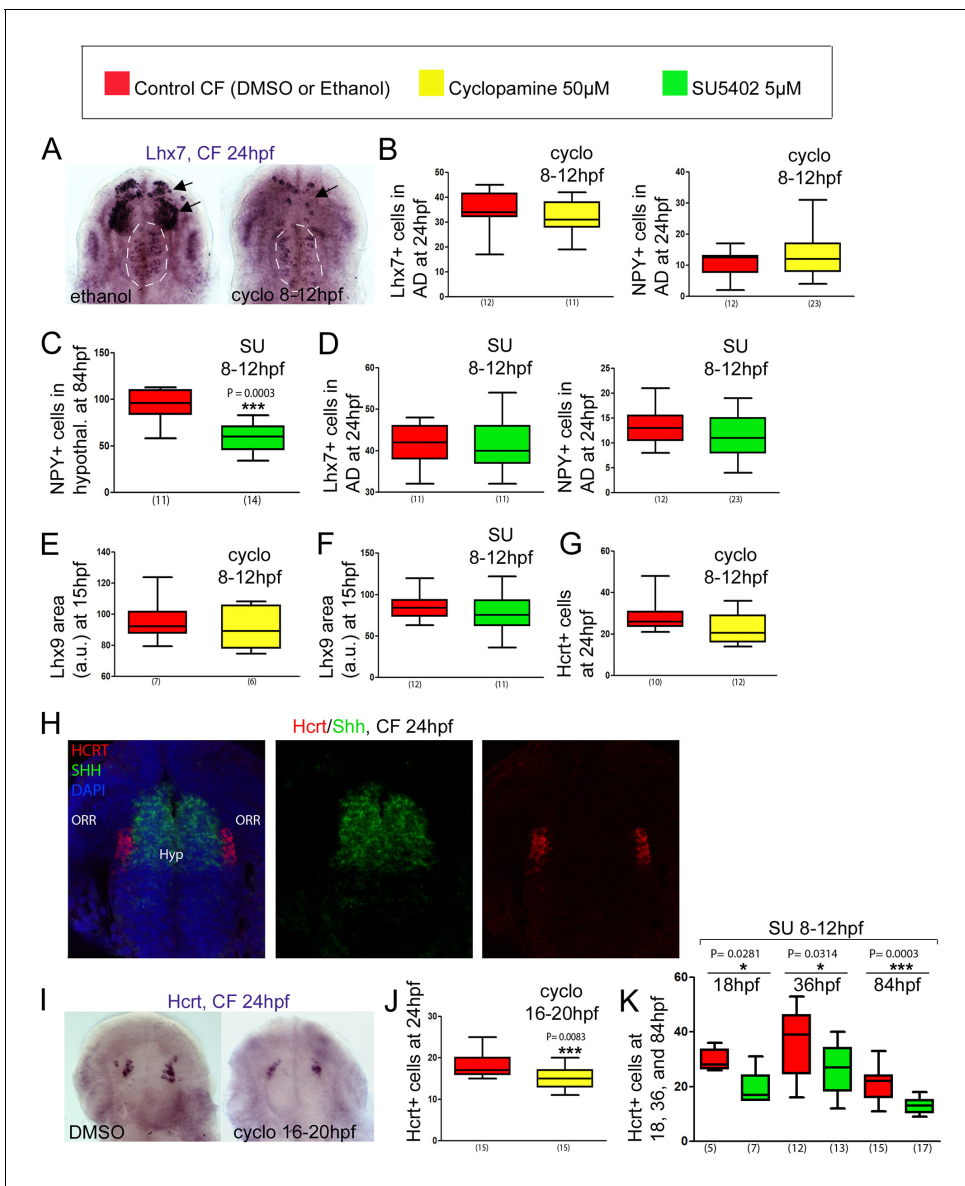 Control CF (DMSO or Ethanol) Cyclopamine 50µM SU5402 5µM
A
Lhx7, CF 24hpf
ethanol
cyclo 8-12hpf
B
cyclo
8-12hpf
Lhx7+ cells in
AD at 24hpf
50
40
30
20
10
0
(12) (11)
cyclo
8-12hpf
NPY+ cells in
AD at 24hpf
40
30
20
10
0
(12) (23)
C
SU
8-12hpf
P = 0.0003
***
NPY+ cells in
hypothal. at 84hpf
150
100
50
0
(11) (14)
D
SU
8-12hpf
Lhx7+ cells in
AD at 24hpf
60
50
40
30
(11) (11)
SU
8-12hpf
NPY+ cells in
AD at 24hpf
25
20
15
10
5
0
(12) (23)
E
cyclo
8-12hpf
Lhx9 area
(a.u.) at 15hpf
140
120
100
80
60
(7) (6)
F
SU
8-12hpf
Lhx9 area
(a.u.) at 15hpf
150
100
50
0
(12) (11)
G
cyclo
8-12hpf
Hcrt+ cells
at 24hpf
60
40
20
0
(10) (12)
H
Hcrt/Shh, CF 24hpf
HCRT
SHH
DAPI
ORR
ORR
Hyp
I
Hcrt, CF 24hpf
DMSO
cyclo 16-20hpf
J
cyclo
16-20hpf
P= 0.0083
***
Hcrt+ cells at 24hpf
30
20
10
0
(15) (15)
K
SU 8-12hpf
P= 0.0281 P= 0.0314 P= 0.0003
* * ***
18hpf 36hpf 84hpf
Hcrt+ cells at
18, 36, and 84hpf
60
40
20
0
(5) (7) (12) (13) (15) (17)